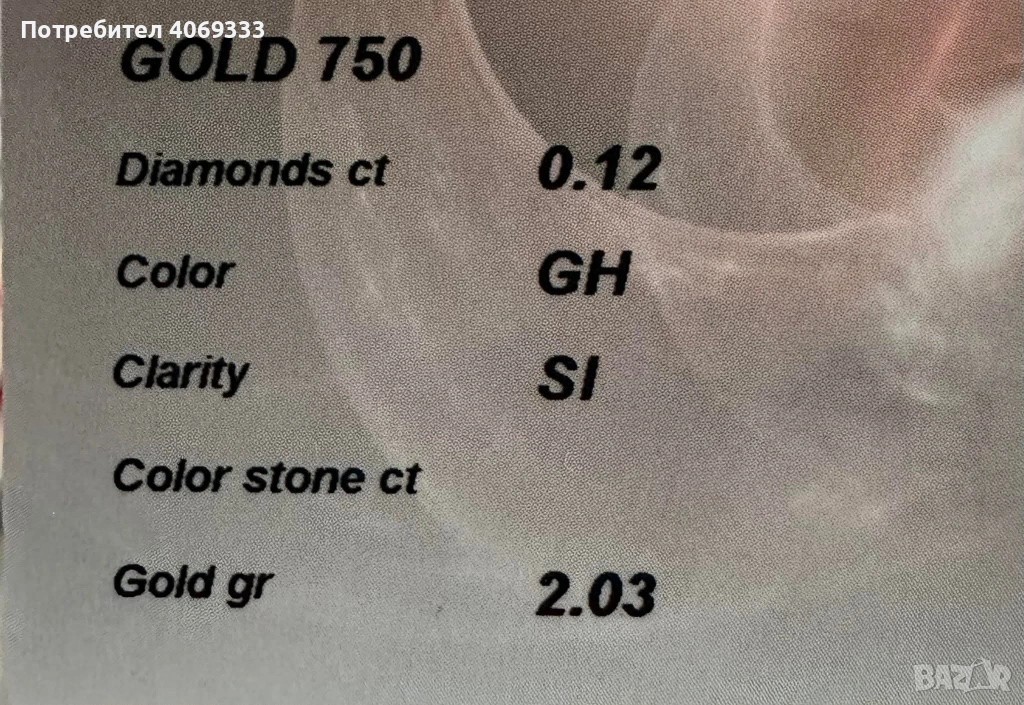 Потребител 4069333
GOLD 750
Diamonds ct 0.12
Color GH
Clarity SI
Color stone ct
Gold gr 2.03
BAZAR